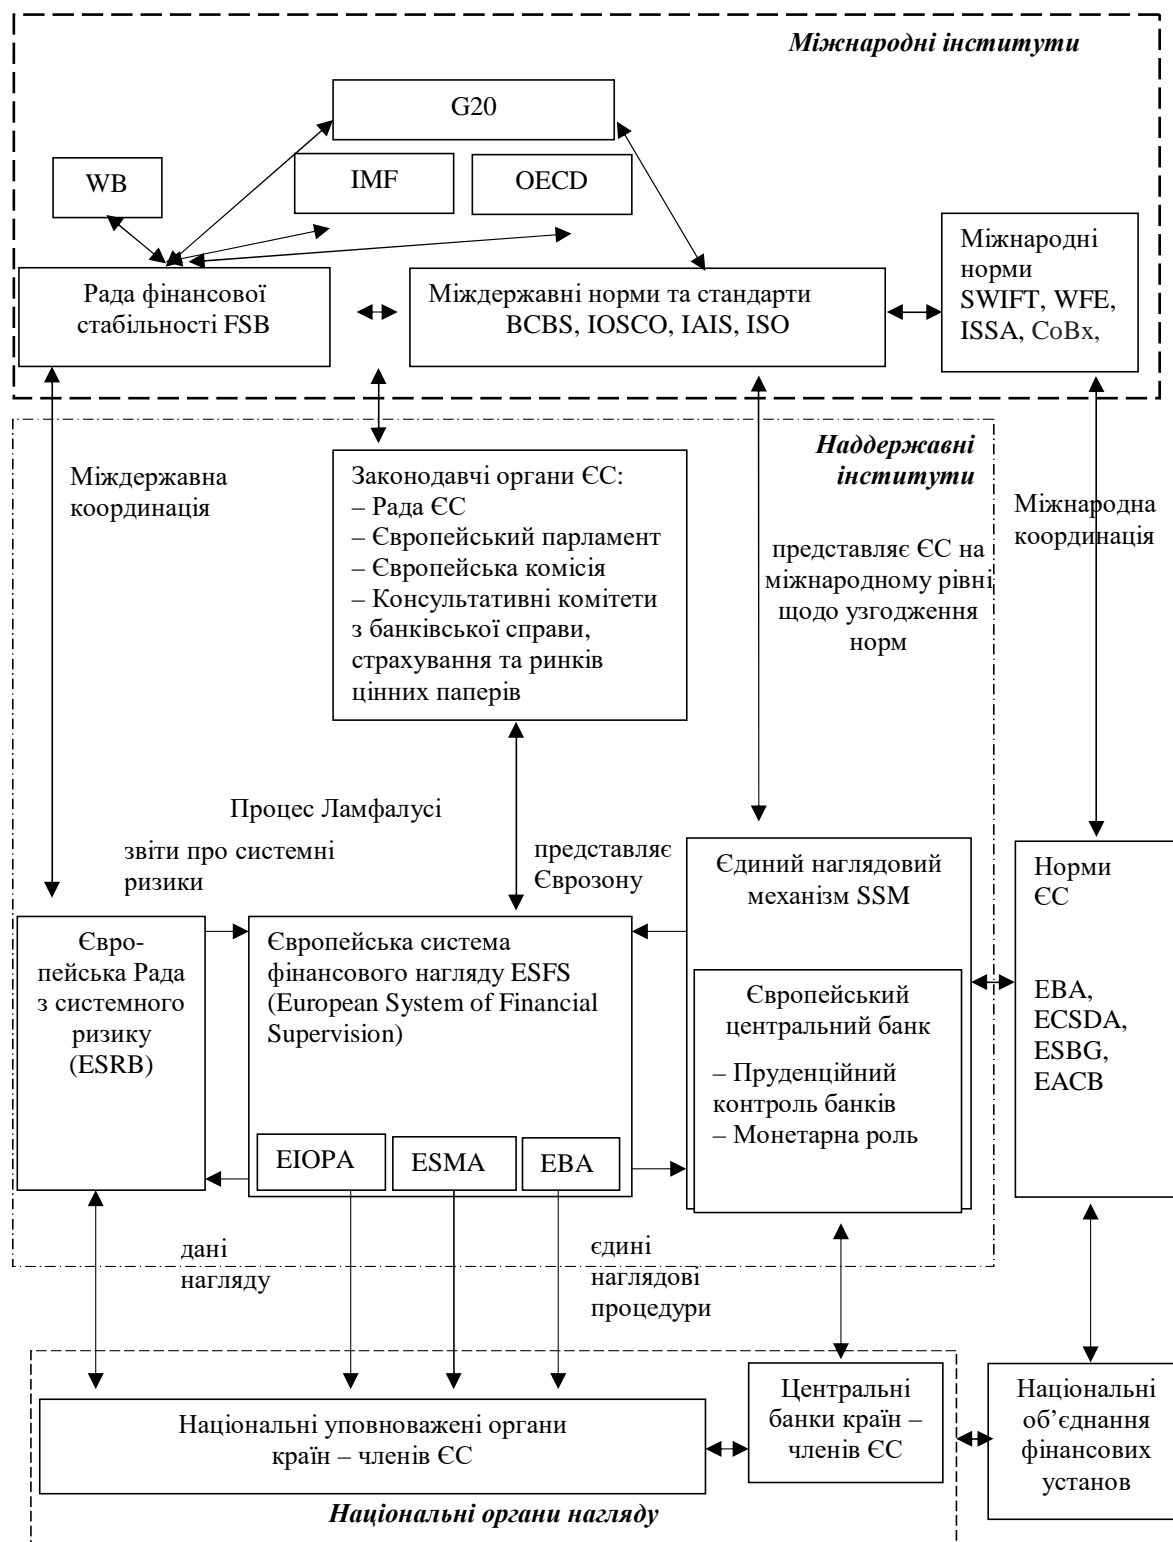 Міжнародні інститути
G20
WB
IMF
OECD
Міжнародні
норми
SWIFT, WFE,
ISSA, CoBx,
Рада фінансової
стабільності FSB
Міждержавні норми та стандарти
BCBS, IOSCO, IAIS, ISO
Наддержавні
інститути
Міждержавна
координація
Законодавчі органи ЄС:
– Рада ЄС
– Європейський парламент
– Європейська комісія
– Консультативні комітети
з банківської справи,
страхування та ринків
цінних паперів
представляє ЄС на
міжнародному рівні
щодо узгодження
норм
Міжнародна
координація
Процес Ламфалусі
звіти про системні
ризики
представляє
Єврозону
Єдиний наглядовий
механізм SSM
Норми
ЄС
EBA,
ECSDA,
ESBG,
EACB
Євро-
пейська Рада
з системного
ризику
(ESRB)
Європейська система
фінансового нагляду ESFS
(European System of Financial
Supervision)
Європейський
центральний банк
– Пруденційний
контроль банків
– Монетарна роль
EIOPA
ESMA
EBA
дані
нагляду
єдині
наглядові
процедури
Національні уповноважені органи
країн – членів ЄС
Центральні
банки країн –
членів ЄС
Національні
об’єднання
фінансових
установ
Національні органи нагляду